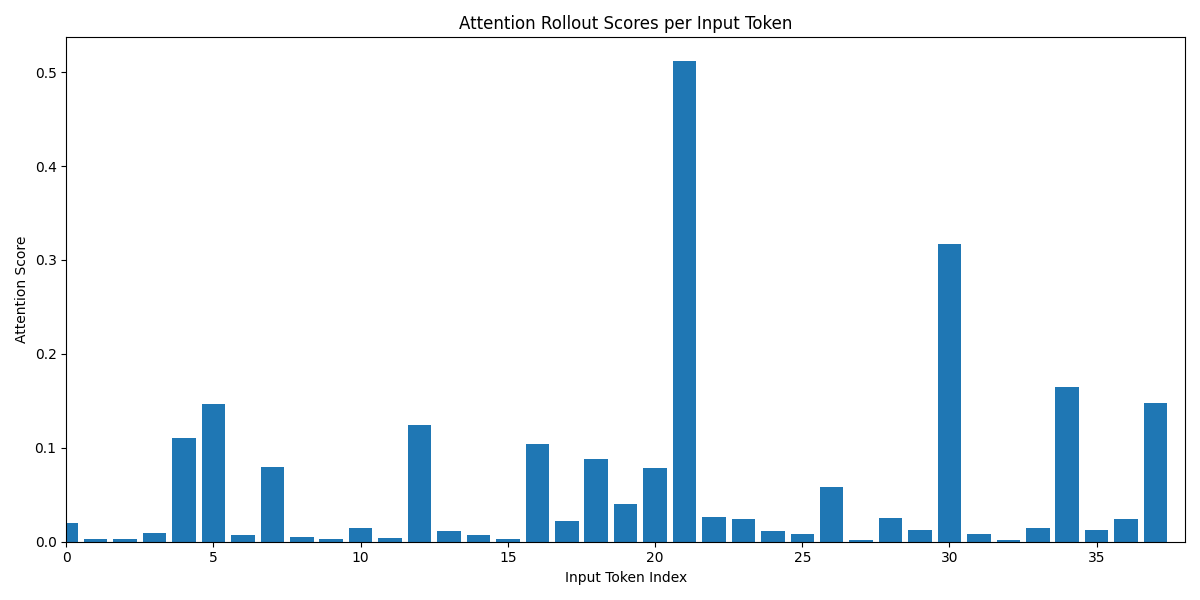 Attention Rollout Scores per Input Token
Attention Score
0.5
0.4
0.3
0.2
0.1
0.0
0 5 10 15 20 25 30 35
Input Token Index